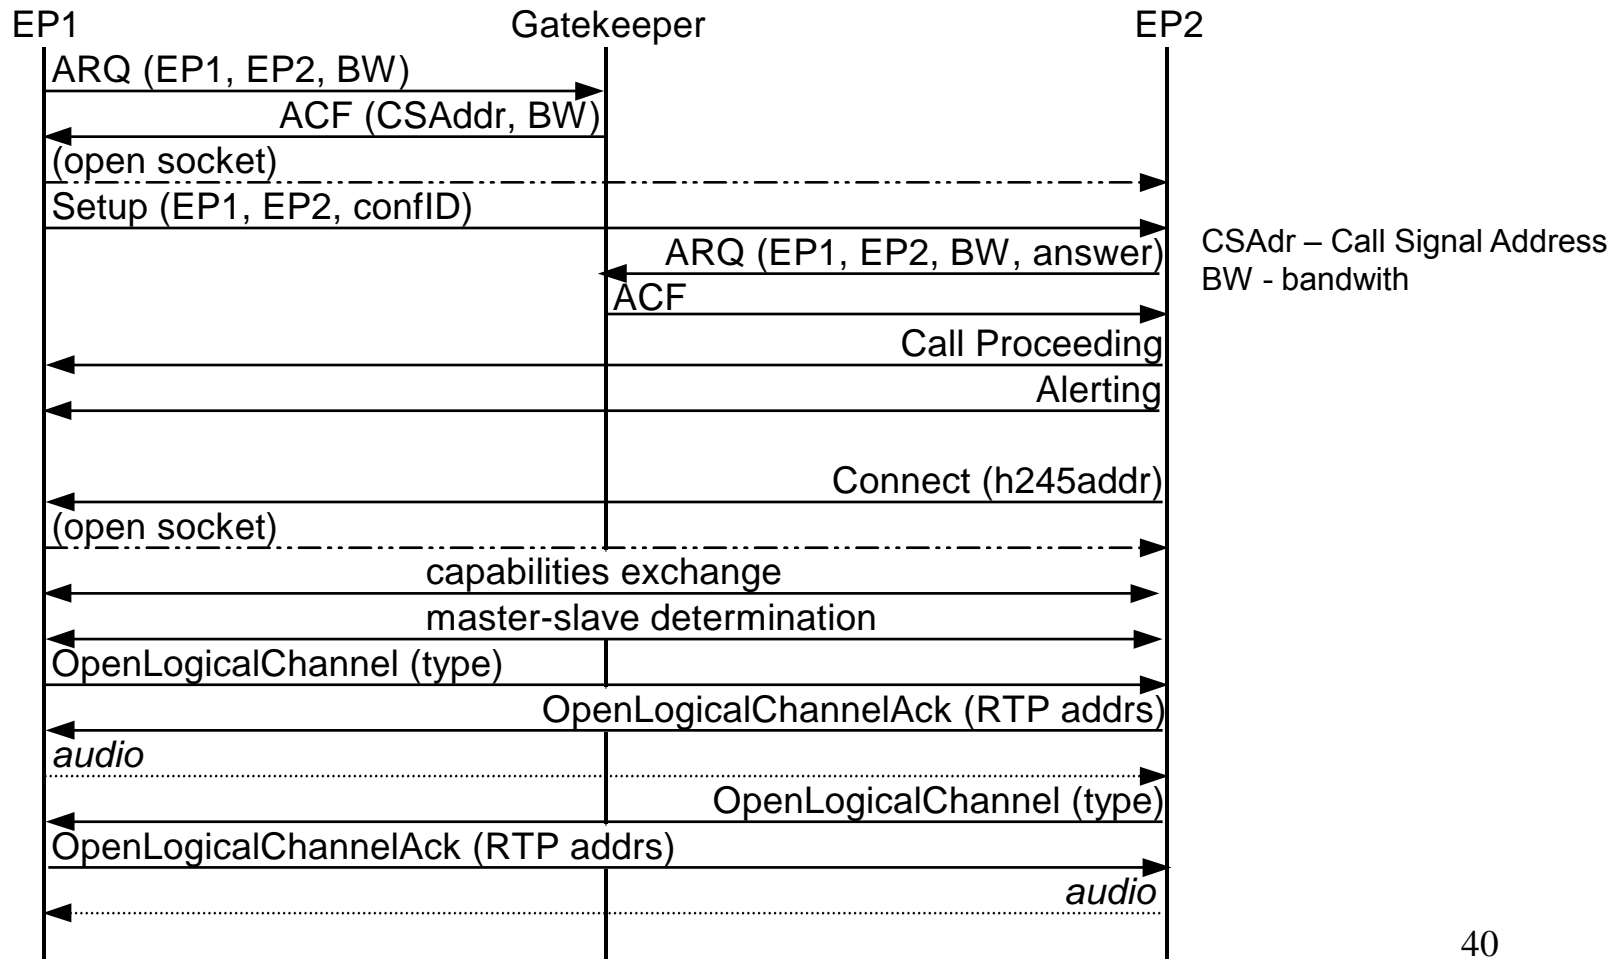 EP1 Gatekeeper EP2
ARQ (EP1, EP2, BW)
ACF (CSAddr, BW)
(open socket)
Setup (EP1, EP2, confID)
ARQ (EP1, EP2, BW, answer)
CSAdr – Call Signal Address
BW - bandwith
ACF
Call Proceeding
Alerting
Connect (h245addr)
(open socket)
capabilities exchange
master-slave determination
OpenLogicalChannel (type)
OpenLogicalChannelAck (RTP addrs)
audio
OpenLogicalChannel (type)
OpenLogicalChannelAck (RTP addrs)
audio
40